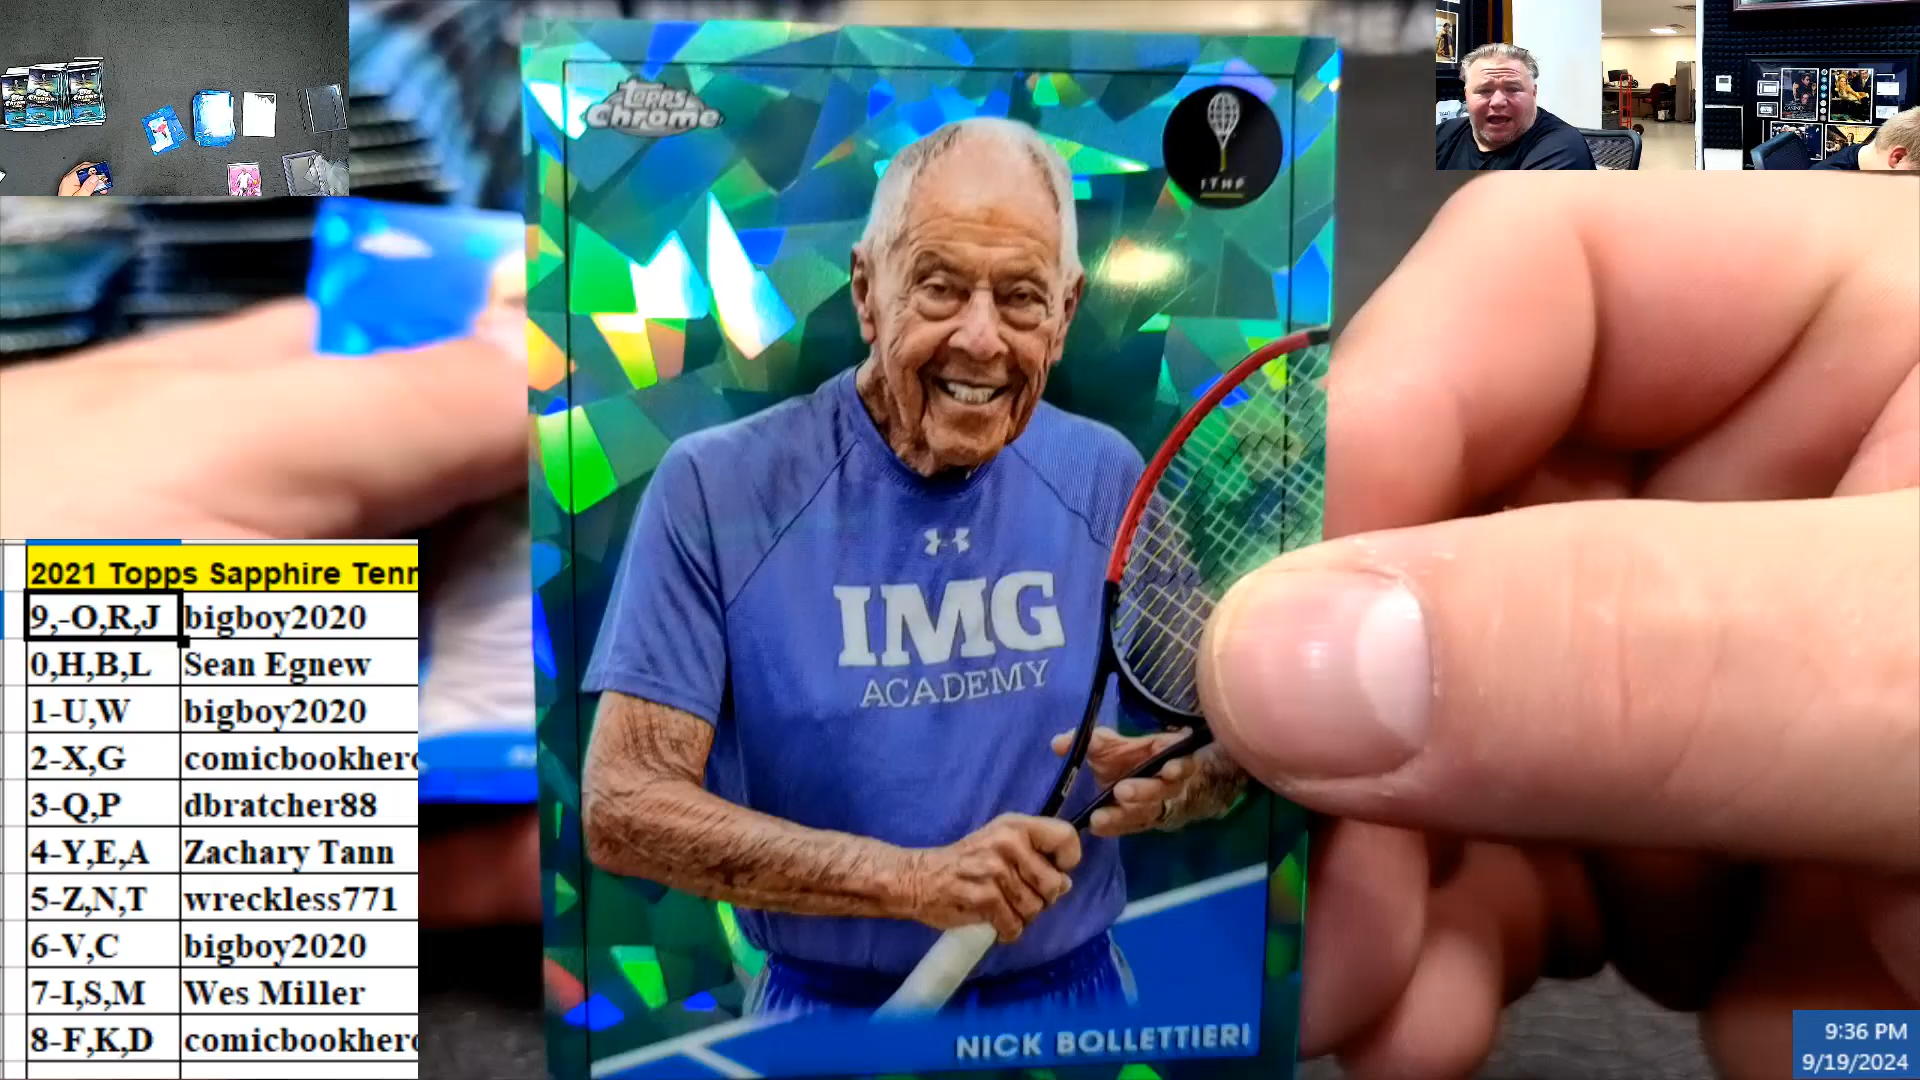 Topps
Chrome
ITHF
IMG
ACADEMY
NICK BOLLETTIERI
2021 Topps Sapphire Tenn
9,-O,R,J bigboy2020
0,H,B,L Sean Egnew
1-U,W bigboy2020
2-X,G comicbookhero
3-Q,P dbratcher88
4-Y,E,A Zachary Tann
5-Z,N,T wreckless771
6-V,C bigboy2020
7-I,S,M Wes Miller
8-F,K,D comicbookhero
9:36 PM
9/19/2024